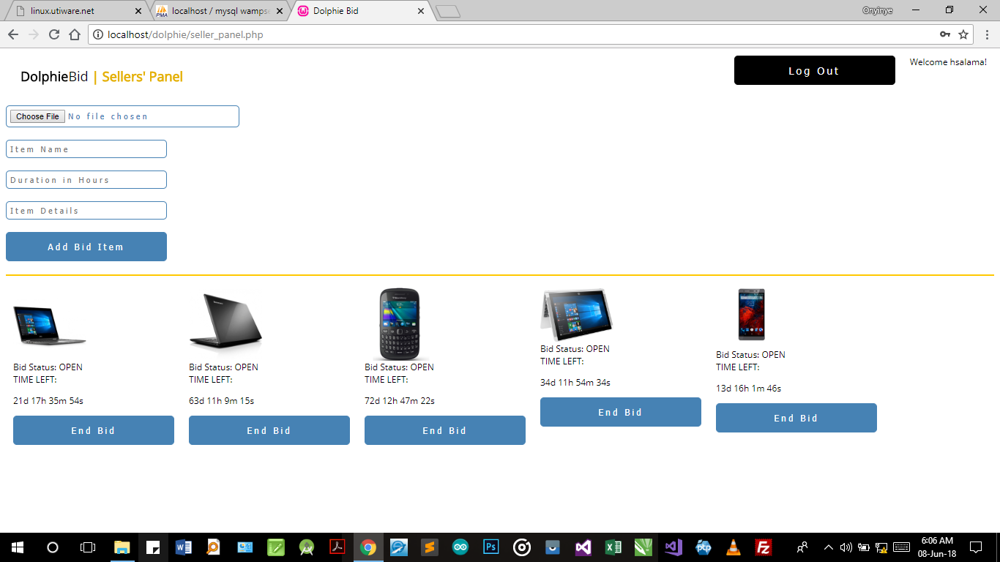 linux.utiware.net
localhost / mysql wampse
Dolphie Bid
Onyinye
localhost/dolphie/seller_panel.php
DolphieBid | Sellers' Panel
Log Out
Welcome hsalama!
Choose File No file chosen
Item Name
Duration in Hours
Item Details
Add Bid Item
Bid Status: OPEN
TIME LEFT:
21d 17h 35m 54s
End Bid
Bid Status: OPEN
TIME LEFT:
63d 11h 9m 15s
End Bid
Bid Status: OPEN
TIME LEFT:
72d 12h 47m 22s
End Bid
Bid Status: OPEN
TIME LEFT:
34d 11h 54m 34s
End Bid
Bid Status: OPEN
TIME LEFT:
13d 16h 1m 46s
End Bid
6:06 AM
08-Jun-18